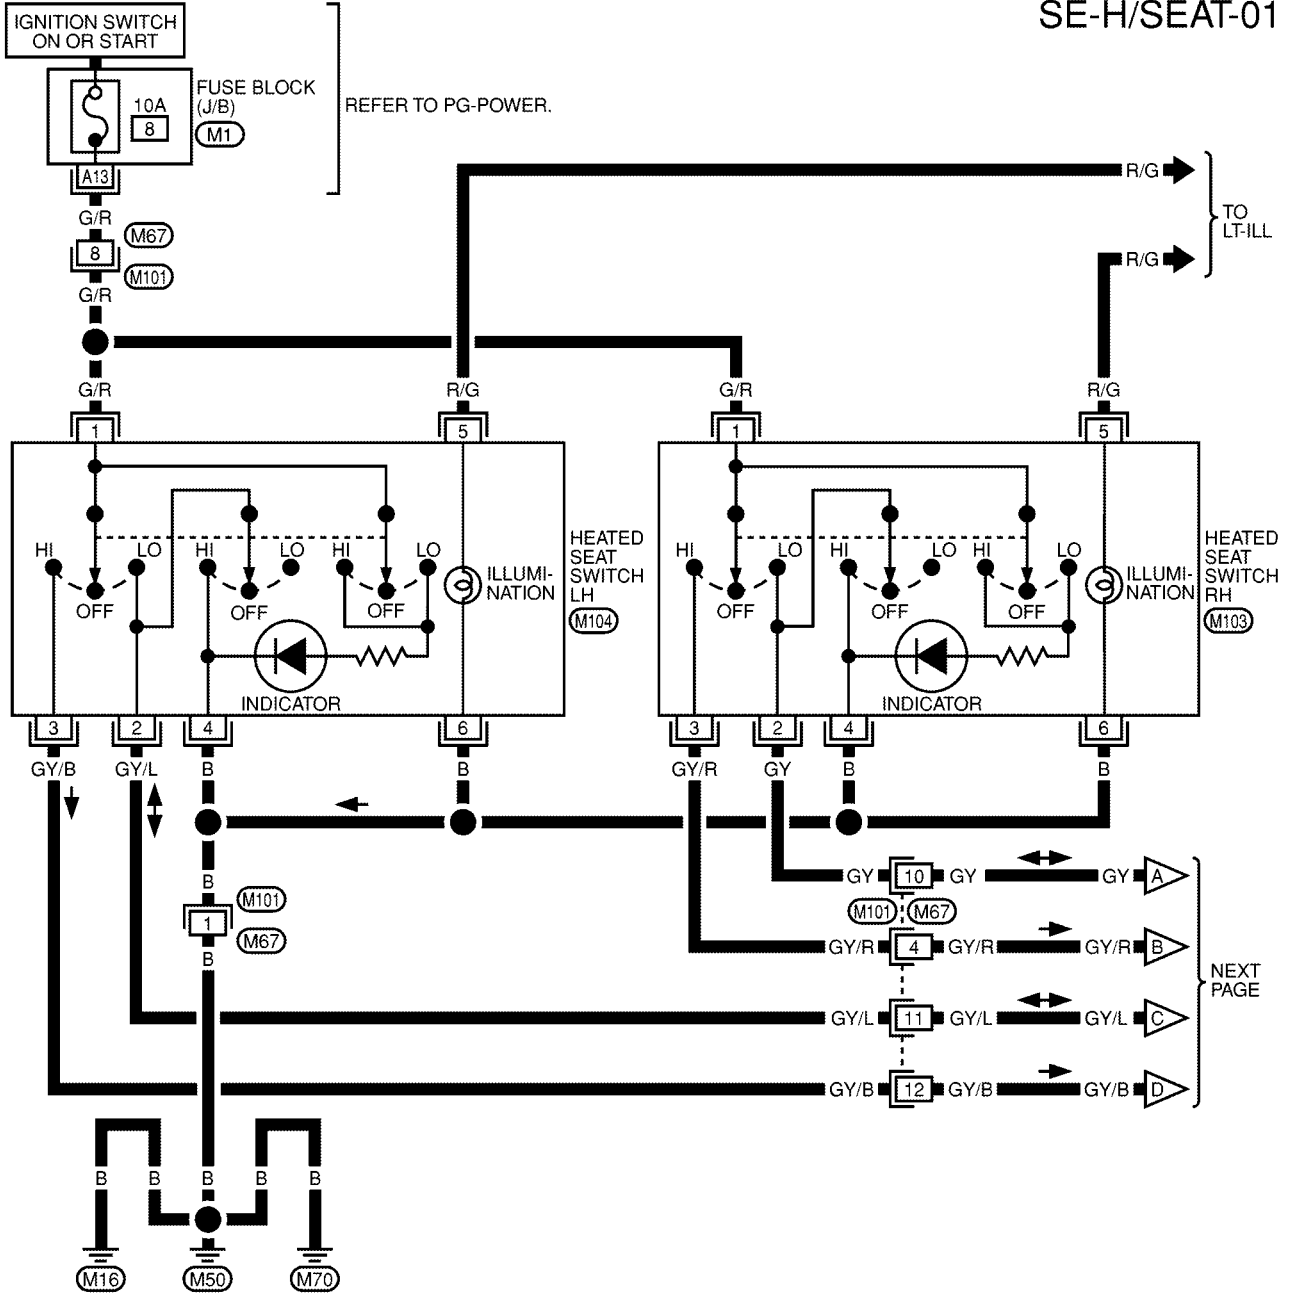 SE-H/SEAT-01
IGNITION SWITCH
ON OR START
FUSE BLOCK
(J/B)
M1
10A
8
REFER TO PG-POWER.
A13
G/R
M67
8
M101
G/R
R/G
TO
LT-ILL
R/G
G/R
R/G
G/R
R/G
1
5
1
5
HI
LO
HI
LO
HI
LO
OFF
OFF
OFF
ILLUMI-
NATION
INDICATOR
HEATED
SEAT
SWITCH
LH
M104
HI
LO
HI
LO
HI
LO
OFF
OFF
OFF
ILLUMI-
NATION
INDICATOR
HEATED
SEAT
SWITCH
RH
M103
3
2
4
6
3
2
4
6
GY/B
GY/L
B
B
GY/R
GY
B
B
B
M101
1
M67
B
GY
10
GY
GY
A
M101
M67
GY/R
4
GY/R
GY/R
B
GY/L
11
GY/L
GY/L
C
GY/B
12
GY/B
GY/B
D
NEXT
PAGE
B
B
B
B
B
M16
M50
M70